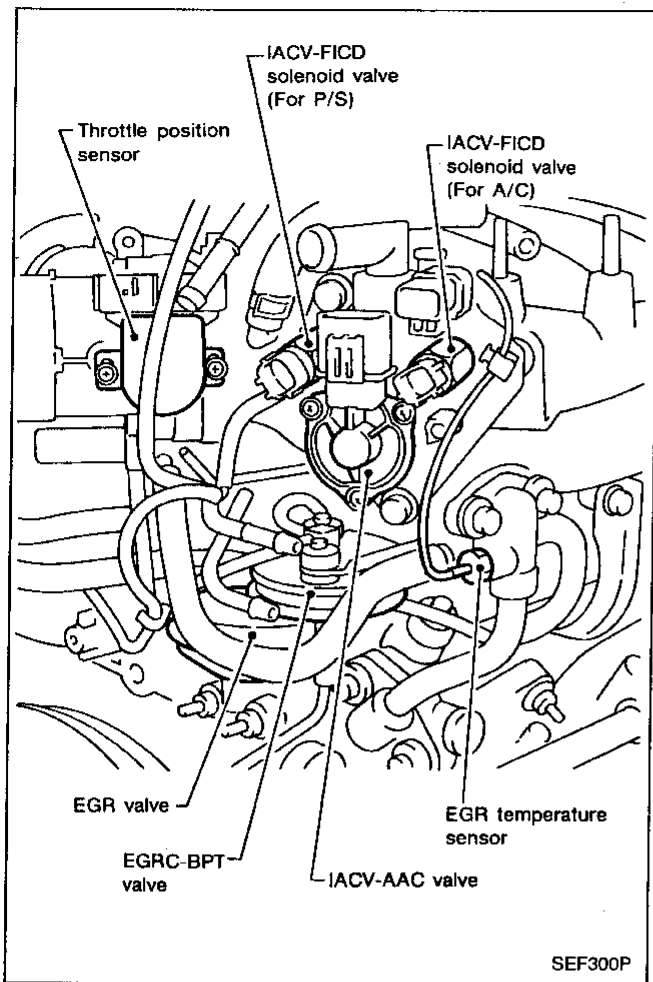 IACV-FICD
solenoid valve
(For P/S)
Throttle position
sensor
IACV-FICD
solenoid valve
(For A/C)
EGR valve
EGR temperature
sensor
EGRC-BPT
valve
IACV-AAC valve
SEF300P